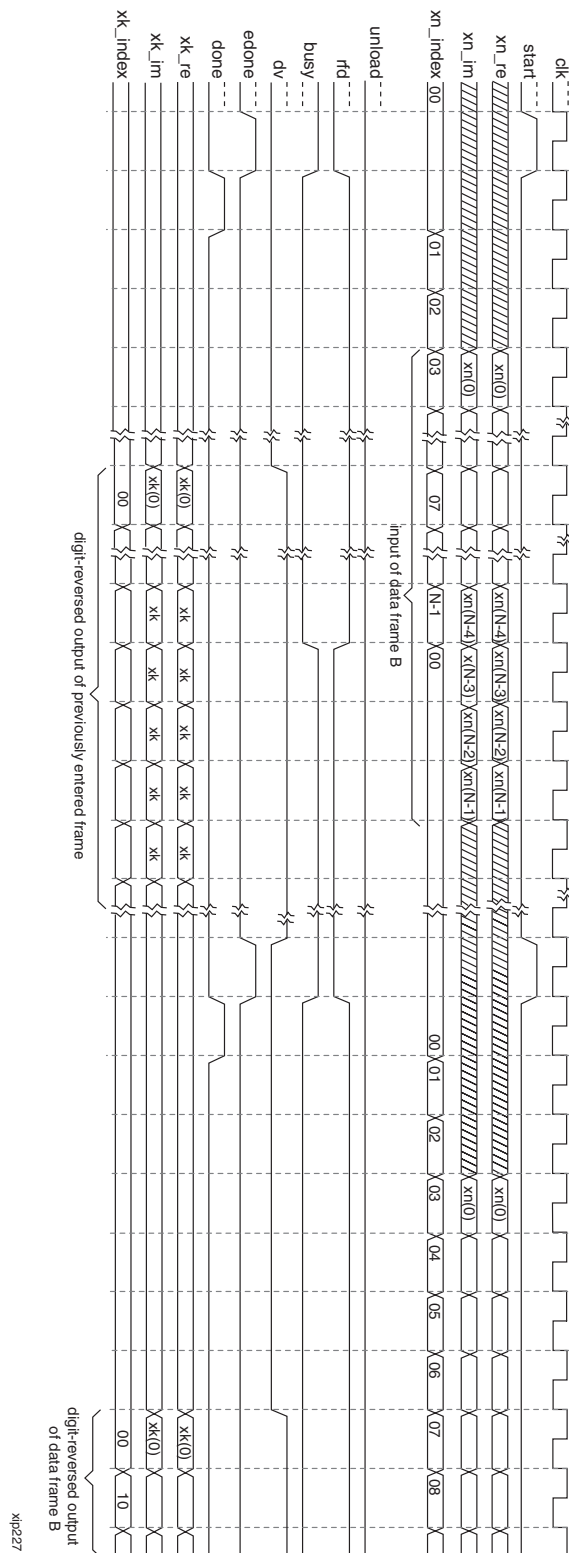 clk
start
xn_re
xn(0)
xn(N-4)
xn(N-3)
xn(N-2)
xn(N-1)
xn(0)
xn_im
xn(0)
xn(N-4)
x(N-3)
xn(N-2)
xn(N-1)
xn(0)
xn_index
00
01
02
03
07
N-1
00
00
01
02
03
04
05
06
07
08
input of data frame B
unload
rfd
busy
dv
edone
done
xk_re
xk(0)
xk
xk
xk
xk
xk
xk(0)
xk_im
xk(0)
xk
xk
xk
xk
xk
xk(0)
xk_index
00
00
10
digit-reversed output of previously entered frame
digit-reversed output
of data frame B
xip227